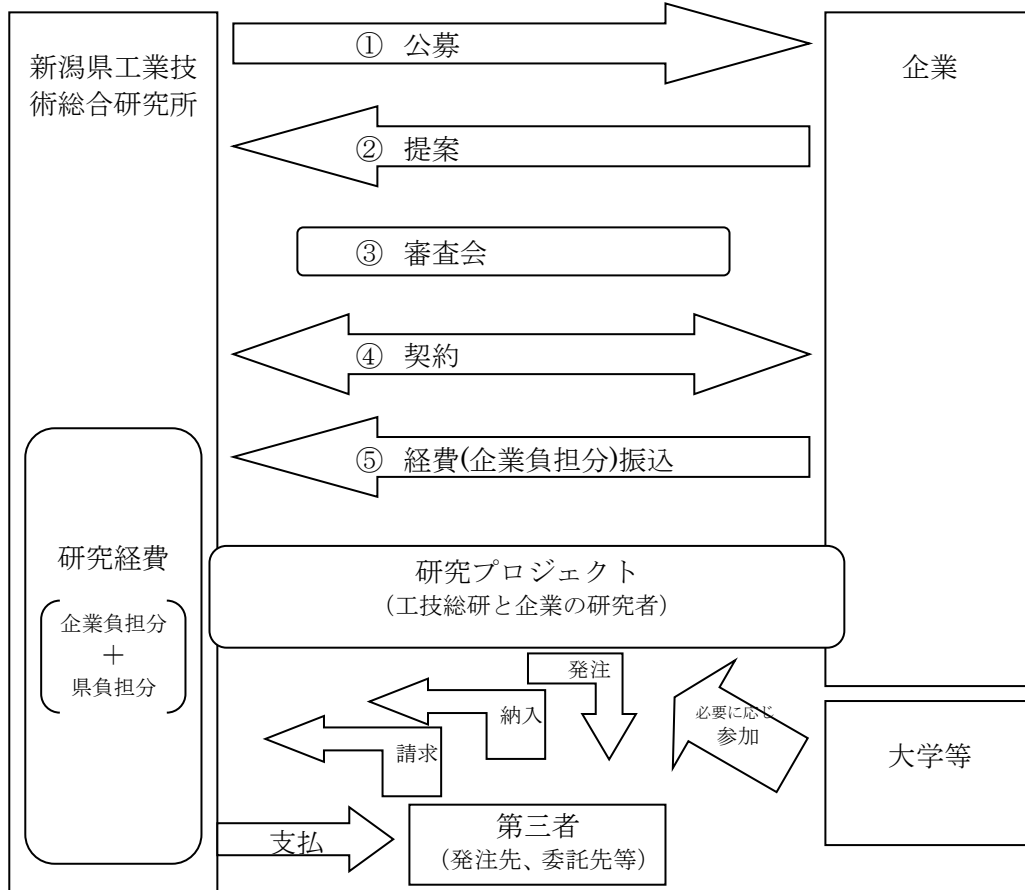 新潟県工業技
術総合研究所
① 公募
企業
② 提案
③ 審査会
④ 契約
⑤ 経費(企業負担分)振込
研究経費
企業負担分
＋
県負担分
研究プロジェクト
（工技総研と企業の研究者）
発注
納入
請求
必要に応じ
参加
大学等
支払
第三者
（発注先、委託先等）